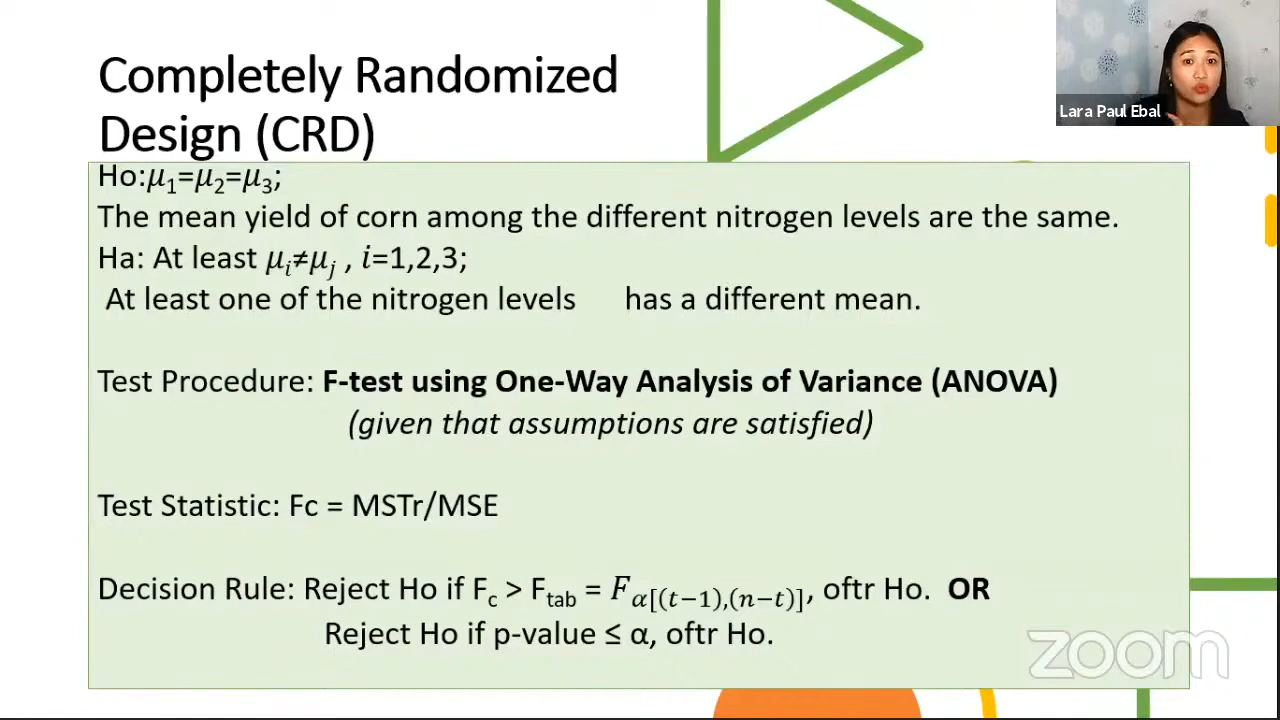 Completely Randomized
Design (CRD)
Lara Paul Ebal
Ho:𝜇₁=𝜇₂=𝜇₃;
The mean yield of corn among the different nitrogen levels are the same.
Ha: At least 𝜇ᵢ≠𝜇ⱼ , 𝑖=1,2,3;
At least one of the nitrogen levels has a different mean.
Test Procedure: F-test using One-Way Analysis of Variance (ANOVA)
(given that assumptions are satisfied)
Test Statistic: Fc = MSTr/MSE
Decision Rule: Reject Ho if F_c > F_tab = 𝐹_𝛼[(𝑡−1),(𝑛−𝑡)], oftr Ho. OR
Reject Ho if p-value ≤ α, oftr Ho.
zoom